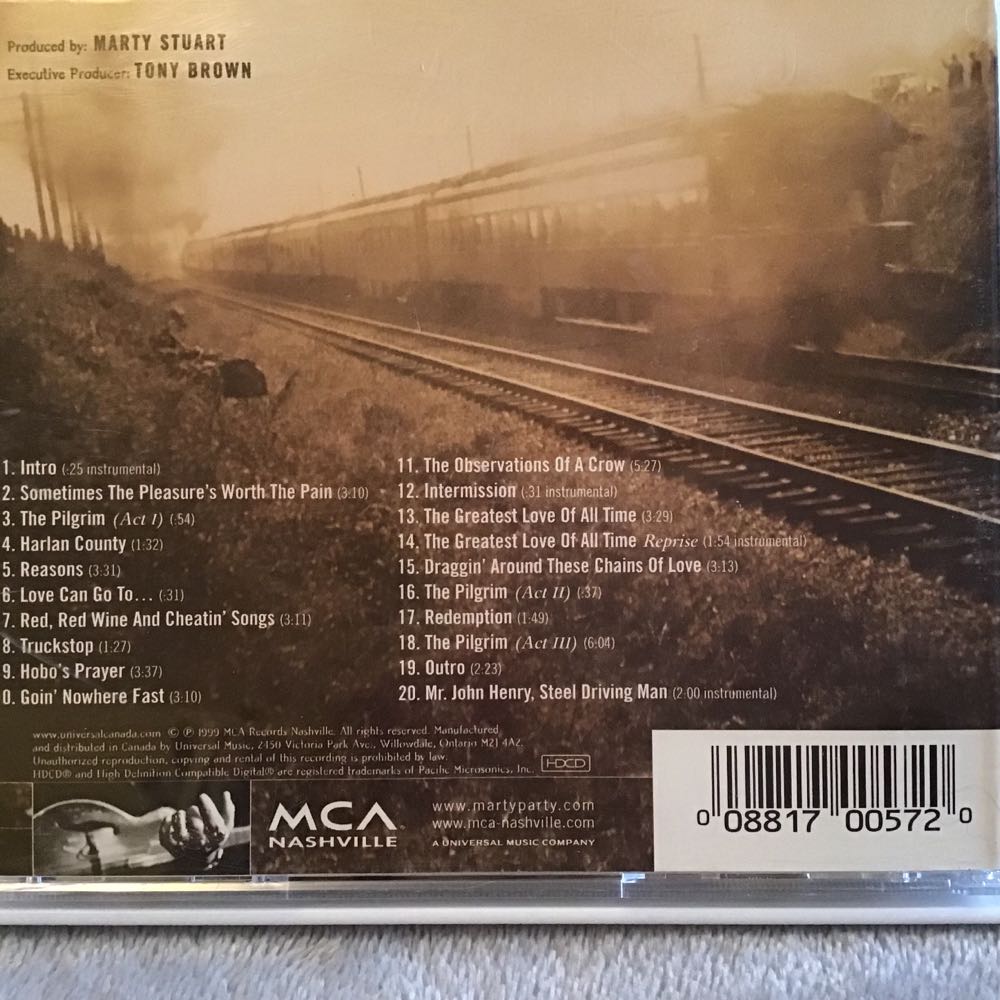 Produced by: MARTY STUART
Executive Producer: TONY BROWN
1. Intro (:25 instrumental)
2. Sometimes The Pleasure's Worth The Pain (3:10)
3. The Pilgrim (Act I) (:54)
4. Harlan County (1:32)
5. Reasons (3:31)
6. Love Can Go To... (:31)
7. Red, Red Wine And Cheatin' Songs (3:11)
8. Truckstop (1:27)
9. Hobo's Prayer (3:37)
0. Goin' Nowhere Fast (3:10)
11. The Observations Of A Crow (5:27)
12. Intermission (:31 instrumental)
13. The Greatest Love Of All Time (3:29)
14. The Greatest Love Of All Time Reprise (1:54 instrumental)
15. Draggin' Around These Chains Of Love (3:13)
16. The Pilgrim (Act II) (:37)
17. Redemption (1:49)
18. The Pilgrim (Act III) (6:04)
19. Outro (2:23)
20. Mr. John Henry, Steel Driving Man (2:00 instrumental)
www.universalcanada.com © ℗ 1999 MCA Records Nashville. All rights reserved. Manufactured
and distributed in Canada by Universal Music, 2450 Victoria Park Ave., Willowdale, Ontario M2J 4A2.
Unauthorized reproduction, copying and rental of this recording is prohibited by law.
HDCD® and High Definition Compatible Digital® are registered trademarks of Pacific Microsonics, Inc. HDCD
MCA
NASHVILLE
www.martyparty.com
www.mca-nashville.com
A UNIVERSAL MUSIC COMPANY
0 08817 00572 0